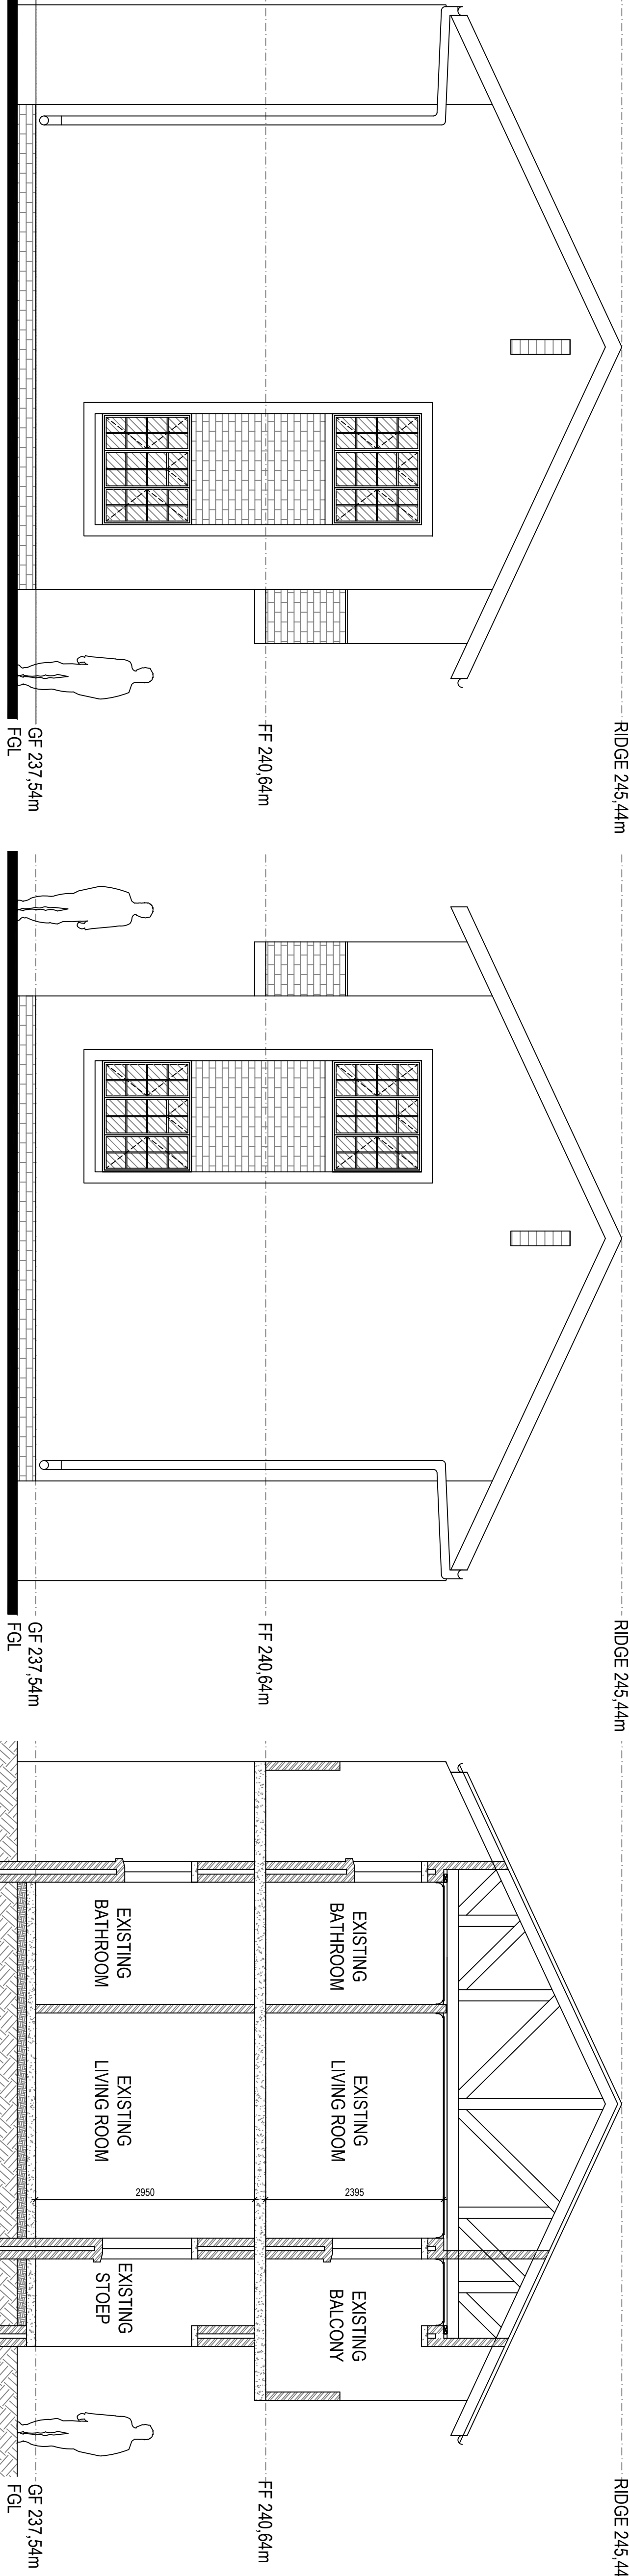 RIDGE 245,44m
FF 240,64m
GF 237,54m
FGL
RIDGE 245,44m
FF 240,64m
GF 237,54m
FGL
EXISTING
BATHROOM
EXISTING
LIVING ROOM
2395
EXISTING
BALCONY
EXISTING
BATHROOM
EXISTING
LIVING ROOM
2950
EXISTING
STOEP
RIDGE 245,44
FF 240,64m
GF 237,54m
FGL